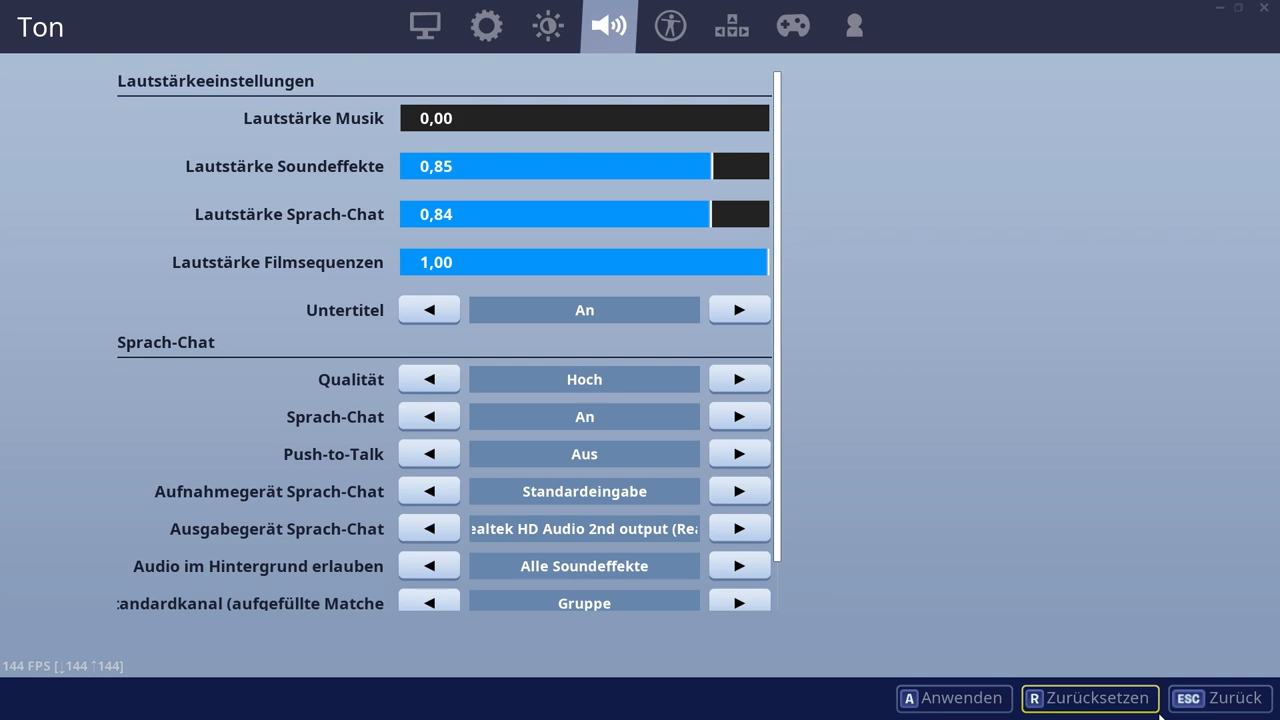 Ton
Lautstärkeeinstellungen
Lautstärke Musik 0,00
Lautstärke Soundeffekte 0,85
Lautstärke Sprach-Chat 0,84
Lautstärke Filmsequenzen 1,00
Untertitel An
Sprach-Chat
Qualität Hoch
Sprach-Chat An
Push-to-Talk Aus
Aufnahmegerät Sprach-Chat Standardeingabe
Ausgabegerät Sprach-Chat ealtek HD Audio 2nd output (Rea
Audio im Hintergrund erlauben Alle Soundeffekte
tandardkanal (aufgefüllte Matche Gruppe
144 FPS [↓144 ↑144]
A Anwenden R Zurücksetzen ESC Zurück